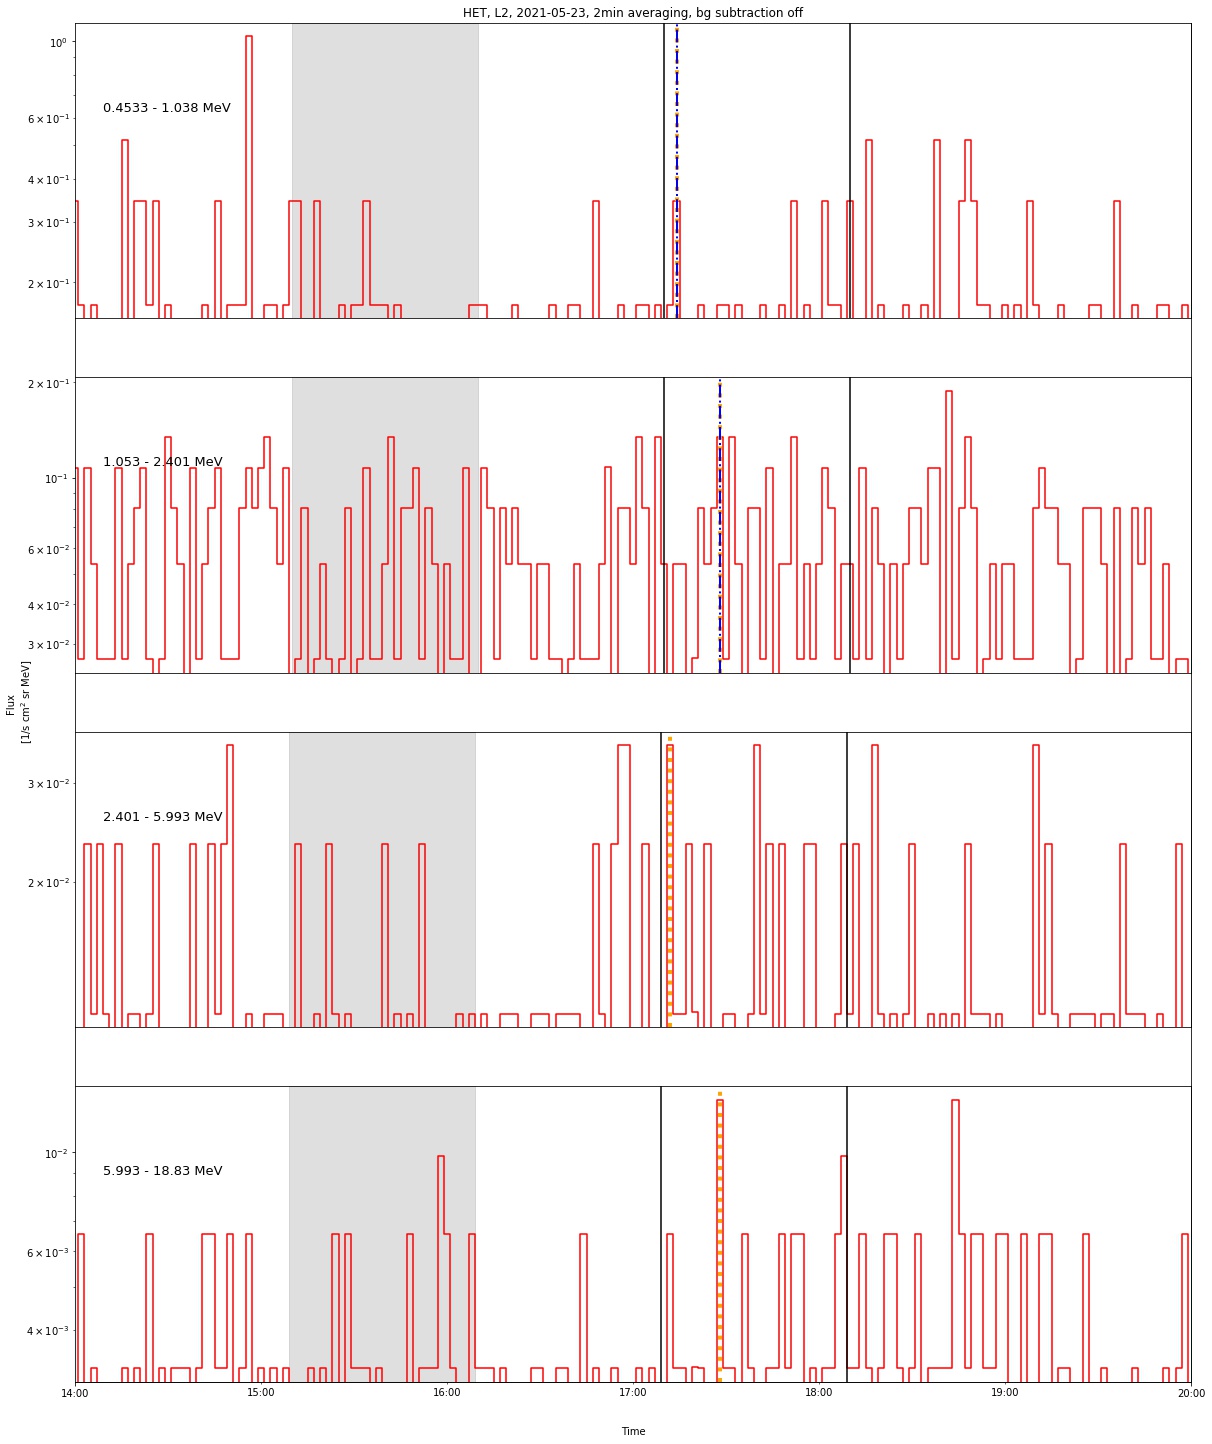 HET, L2, 2021-05-23, 2min averaging, bg subtraction off
10⁰
6 × 10⁻¹
4 × 10⁻¹
3 × 10⁻¹
2 × 10⁻¹
0.4533 - 1.038 MeV
2 × 10⁻¹
10⁻¹
6 × 10⁻²
4 × 10⁻²
3 × 10⁻²
1.053 - 2.401 MeV
Flux
[1/s cm² sr MeV]
3 × 10⁻²
2 × 10⁻²
2.401 - 5.993 MeV
10⁻²
6 × 10⁻³
4 × 10⁻³
5.993 - 18.83 MeV
14:00 15:00 16:00 17:00 18:00 19:00 20:00
Time